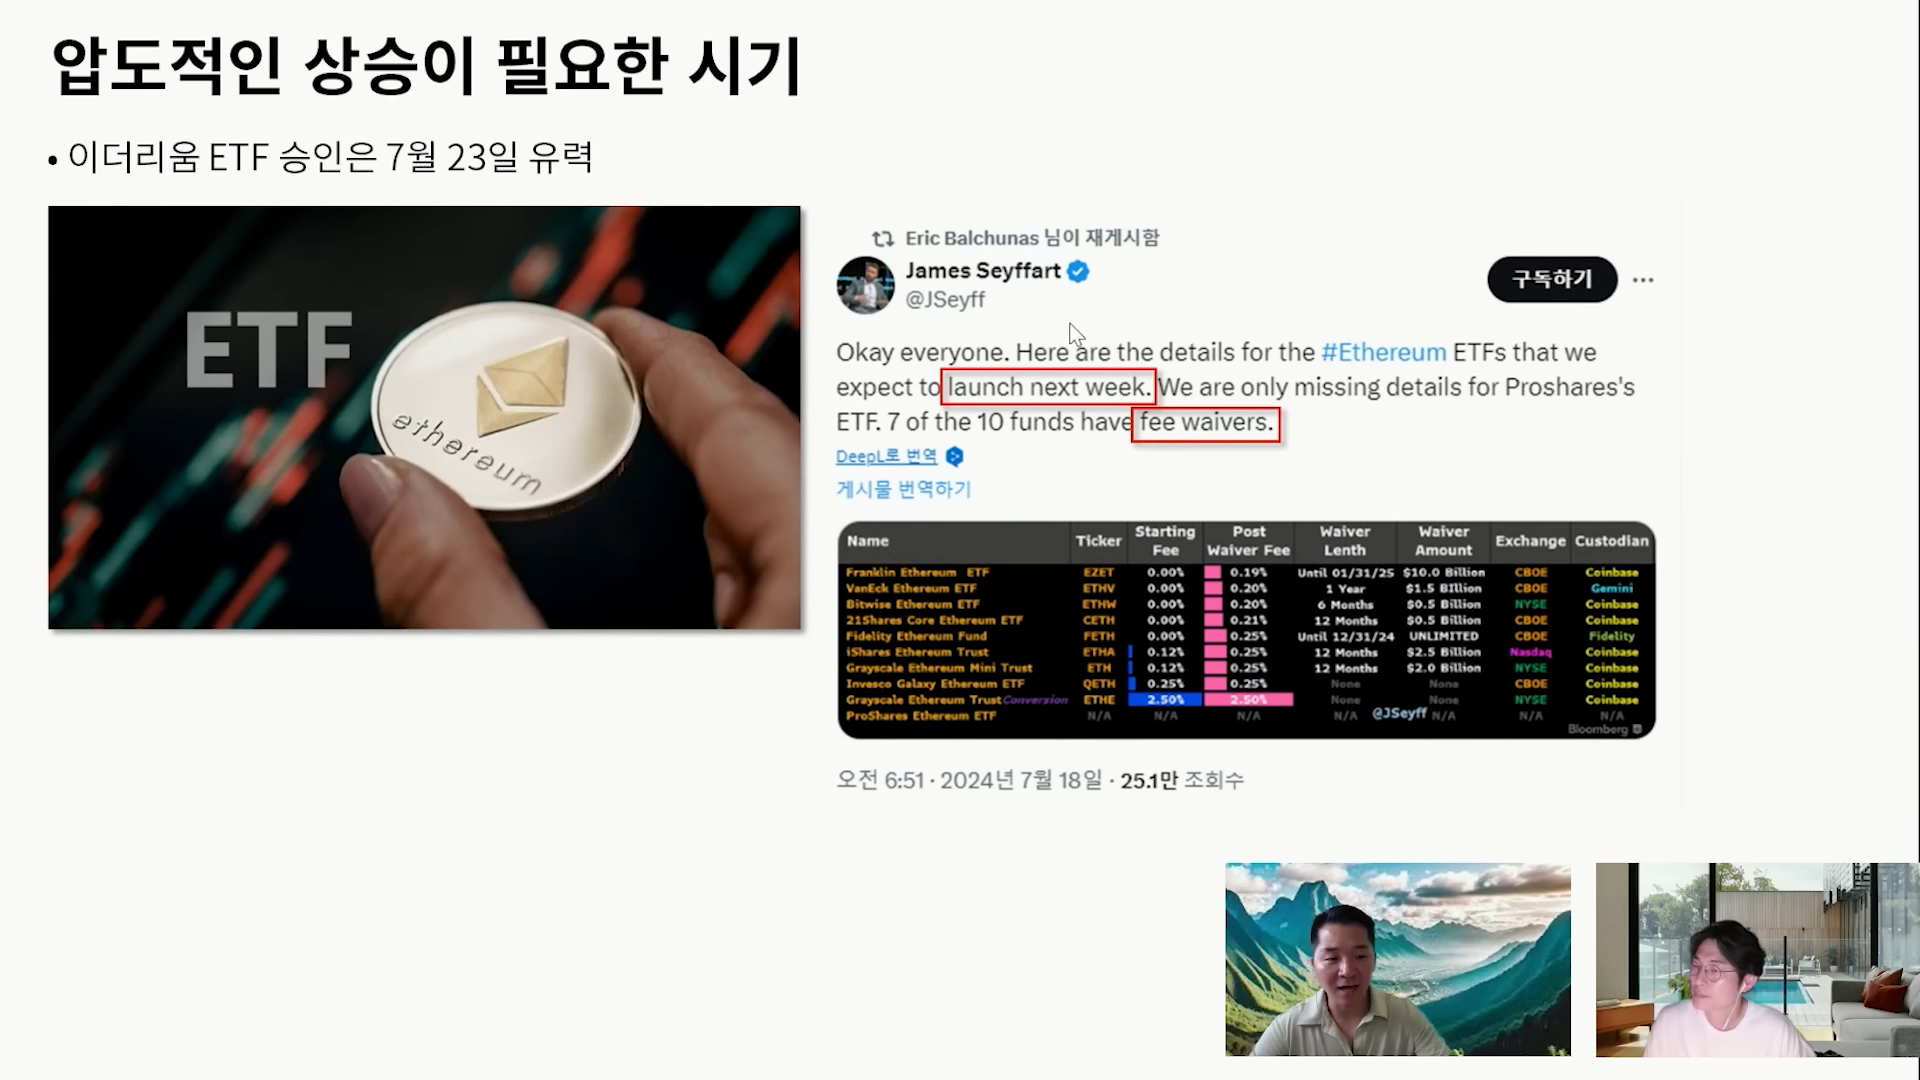 압도적인 상승이 필요한 시기
• 이더리움 ETF 승인은 7월 23일 유력
ETF
ethereum
Eric Balchunas 님이 재게시함
James Seyffart
@JSeyff
구독하기
Okay everyone. Here are the details for the #Ethereum ETFs that we
expect to launch next week. We are only missing details for Proshares's
ETF. 7 of the 10 funds have fee waivers.
DeepL로 번역
게시물 번역하기
Name Ticker Starting Fee Post Waiver Fee Waiver Lenth Waiver Amount Exchange Custodian
Franklin Ethereum ETF EZET 0.00% 0.19% Until 01/31/25 $10.0 Billion CBOE Coinbase
VanEck Ethereum ETF ETHV 0.00% 0.20% 1 Year $1.5 Billion CBOE Gemini
Bitwise Ethereum ETF ETHW 0.00% 0.20% 6 Months $0.5 Billion NYSE Coinbase
21Shares Core Ethereum ETF CETH 0.00% 0.21% 12 Months $0.5 Billion CBOE Coinbase
Fidelity Ethereum Fund FETH 0.00% 0.25% Until 12/31/24 UNLIMITED CBOE Fidelity
iShares Ethereum Trust ETHA 0.12% 0.25% 12 Months $2.5 Billion Nasdaq Coinbase
Grayscale Ethereum Mini Trust ETH 0.12% 0.25% 12 Months $2.0 Billion NYSE Coinbase
Invesco Galaxy Ethereum ETF QETH 0.25% 0.25% None None CBOE Coinbase
Grayscale Ethereum Trust Conversion ETHE 2.50% 2.50% None None NYSE Coinbase
ProShares Ethereum ETF N/A N/A N/A N/A @JSeyff N/A N/A N/A
Bloomberg
오전 6:51 · 2024년 7월 18일 · 25.1만 조회수